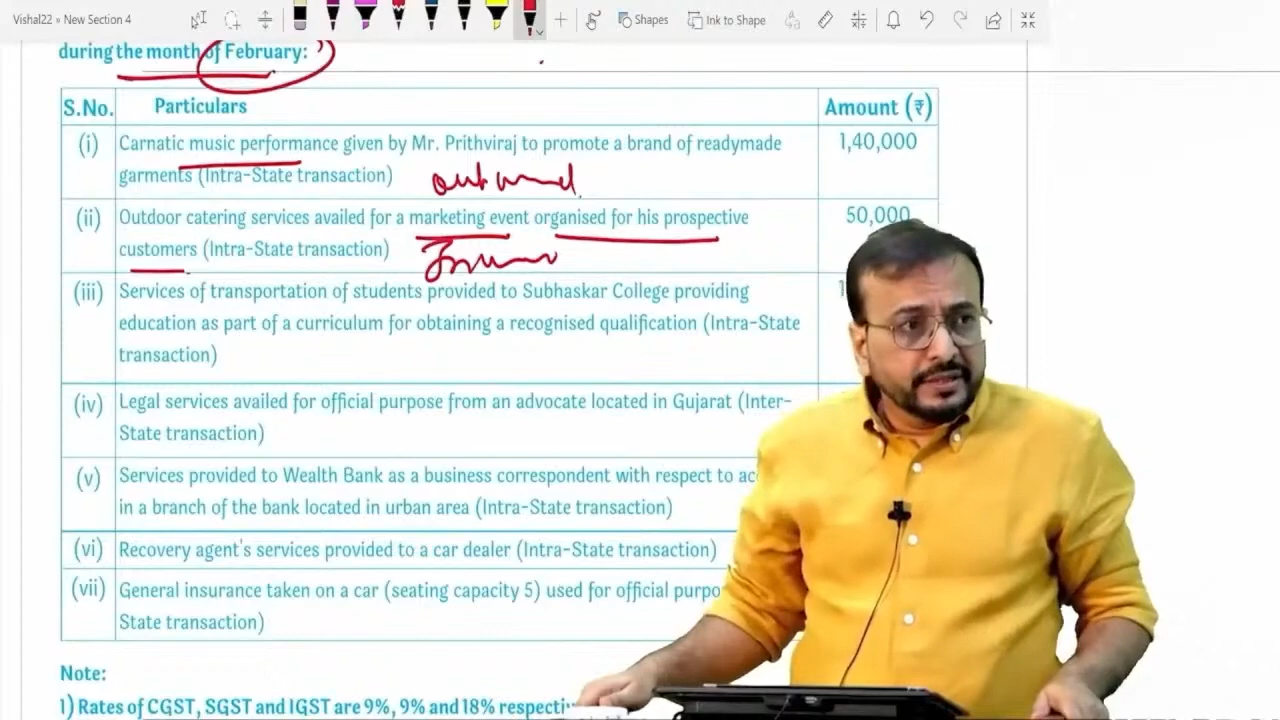 Vishal22 » New Section 4
Shapes
Ink to Shape
during the month of February:
S.No. Particulars Amount (₹)
(i) Carnatic music performance given by Mr. Prithviraj to promote a brand of readymade 1,40,000
garments (Intra-State transaction)
(ii) Outdoor catering services availed for a marketing event organised for his prospective 50,000
customers (Intra-State transaction)
(iii) Services of transportation of students provided to Subhaskar College providing
education as part of a curriculum for obtaining a recognised qualification (Intra-State
transaction)
(iv) Legal services availed for official purpose from an advocate located in Gujarat (Inter-
State transaction)
(v) Services provided to Wealth Bank as a business correspondent with respect to
in a branch of the bank located in urban area (Intra-State transaction)
(vi) Recovery agent's services provided to a car dealer (Intra-State transaction)
(vii) General insurance taken on a car (seating capacity 5) used for official
State transaction)
Note:
1) Rates of CGST, SGST and IGST are 9%, 9% and 18%